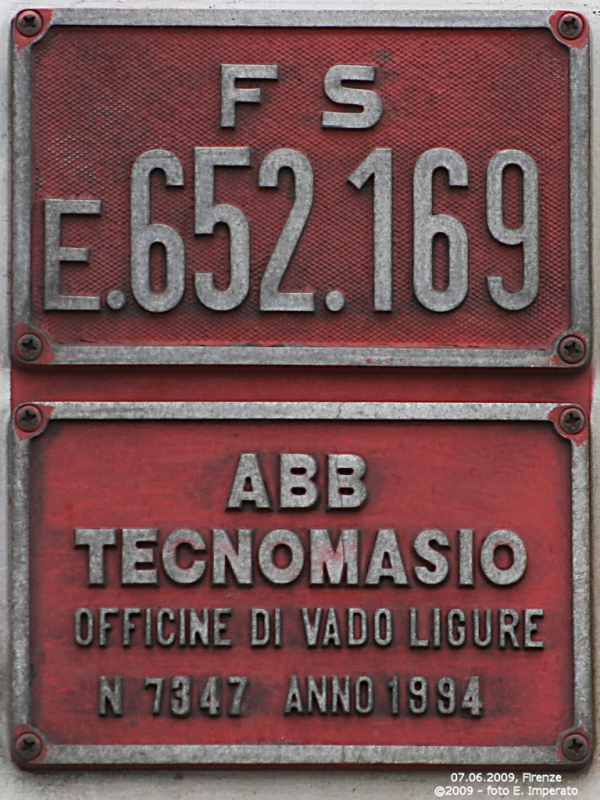 FS
E.652.169
ABB
TECNOMASIO
OFFICINE DI VADO LIGURE
N 7347 ANNO 1994
07.06.2009, Firenze
©2009 - foto E. Imperato